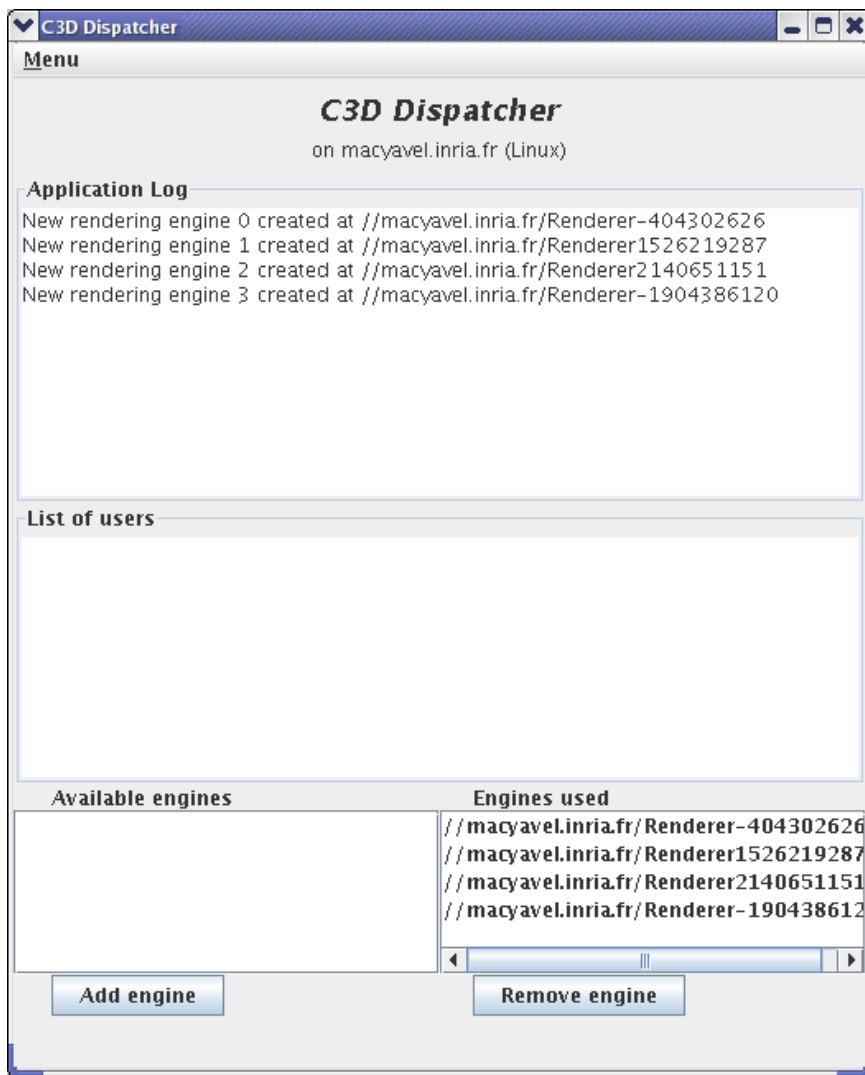 C3D Dispatcher
Menu
C3D Dispatcher
on macyavel.inria.fr (Linux)
Application Log
New rendering engine 0 created at //macyavel.inria.fr/Renderer-404302626
New rendering engine 1 created at //macyavel.inria.fr/Renderer1526219287
New rendering engine 2 created at //macyavel.inria.fr/Renderer2140651151
New rendering engine 3 created at //macyavel.inria.fr/Renderer-1904386120
List of users
Available engines
Engines used
//macyavel.inria.fr/Renderer-404302626
//macyavel.inria.fr/Renderer1526219287
//macyavel.inria.fr/Renderer2140651151
//macyavel.inria.fr/Renderer-190438612
Add engine
Remove engine